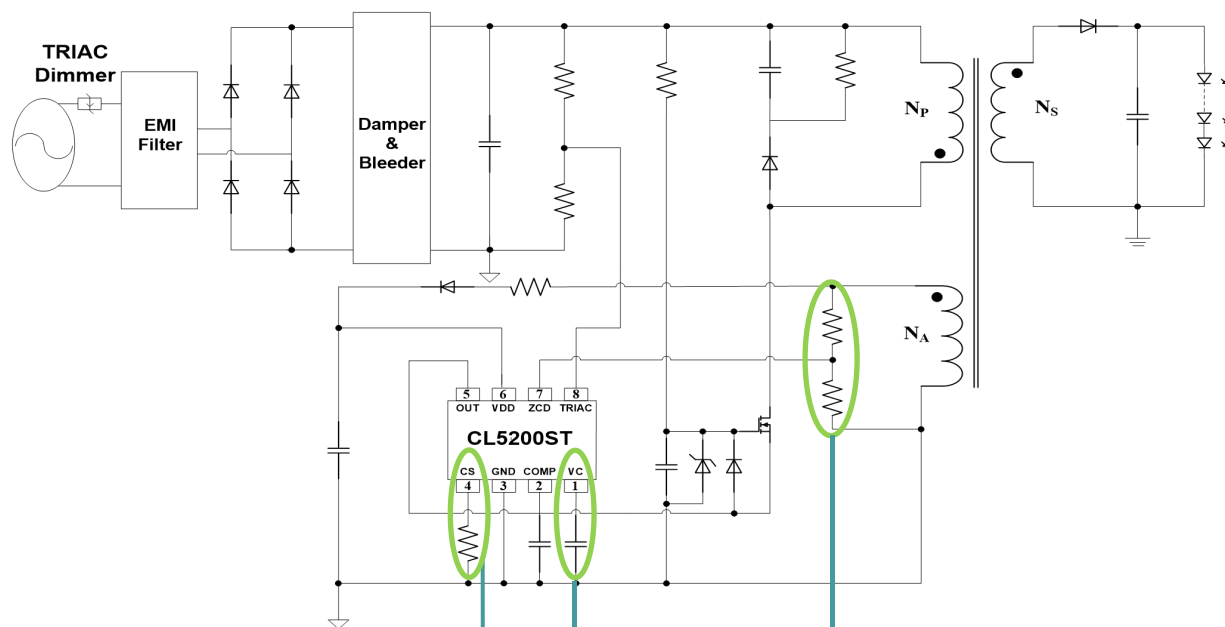 TRIAC
Dimmer
EMI
Filter
Damper
&
Bleeder
NP
NS
NA
5 6 7 8
OUT VDD ZCD TRIAC
CL5200ST
CS GND COMP VC
4 3 2 1